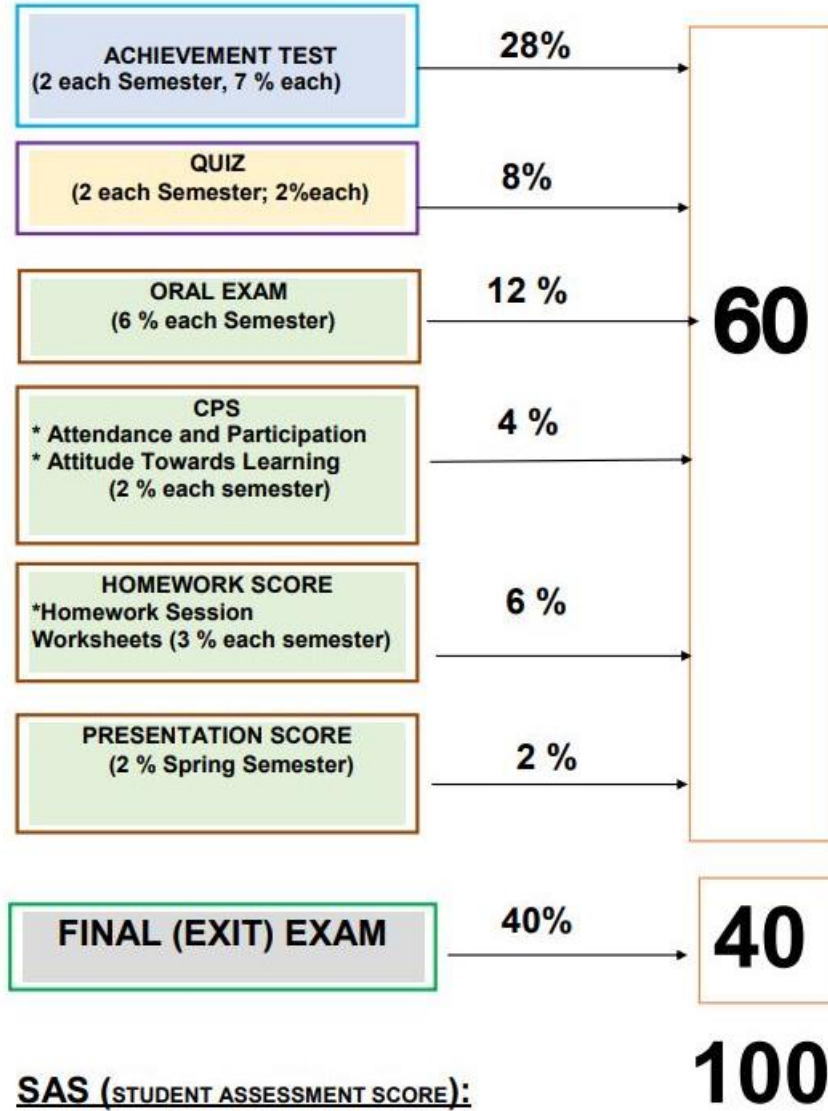 ACHIEVEMENT TEST
(2 each Semester, 7 % each)
28%
QUIZ
(2 each Semester; 2%each)
8%
ORAL EXAM
(6 % each Semester)
12 %
60
CPS
* Attendance and Participation
* Attitude Towards Learning
(2 % each semester)
4 %
HOMEWORK SCORE
*Homework Session
Worksheets (3 % each semester)
6 %
PRESENTATION SCORE
(2 % Spring Semester)
2 %
FINAL (EXIT) EXAM
40%
40
100
SAS (STUDENT ASSESSMENT SCORE):